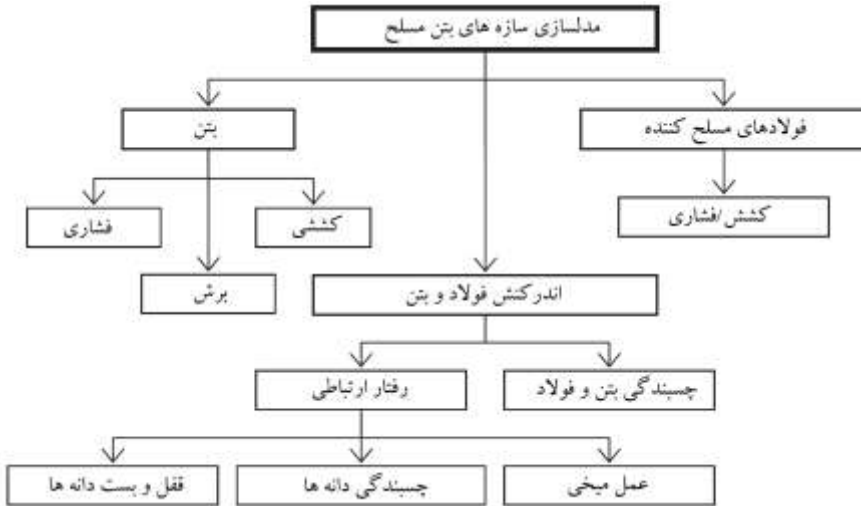 مدلسازی سازه های بتن مسلح
فولادهای مسلح کننده
بتن
کشش/فشاری
کششی
فشاری
برش
اندرکنش فولاد و بتن
چسبندگی بتن و فولاد
رفتار ارتباطی
عمل میخی
چسبندگی دانه ها
قفل و بست دانه ها